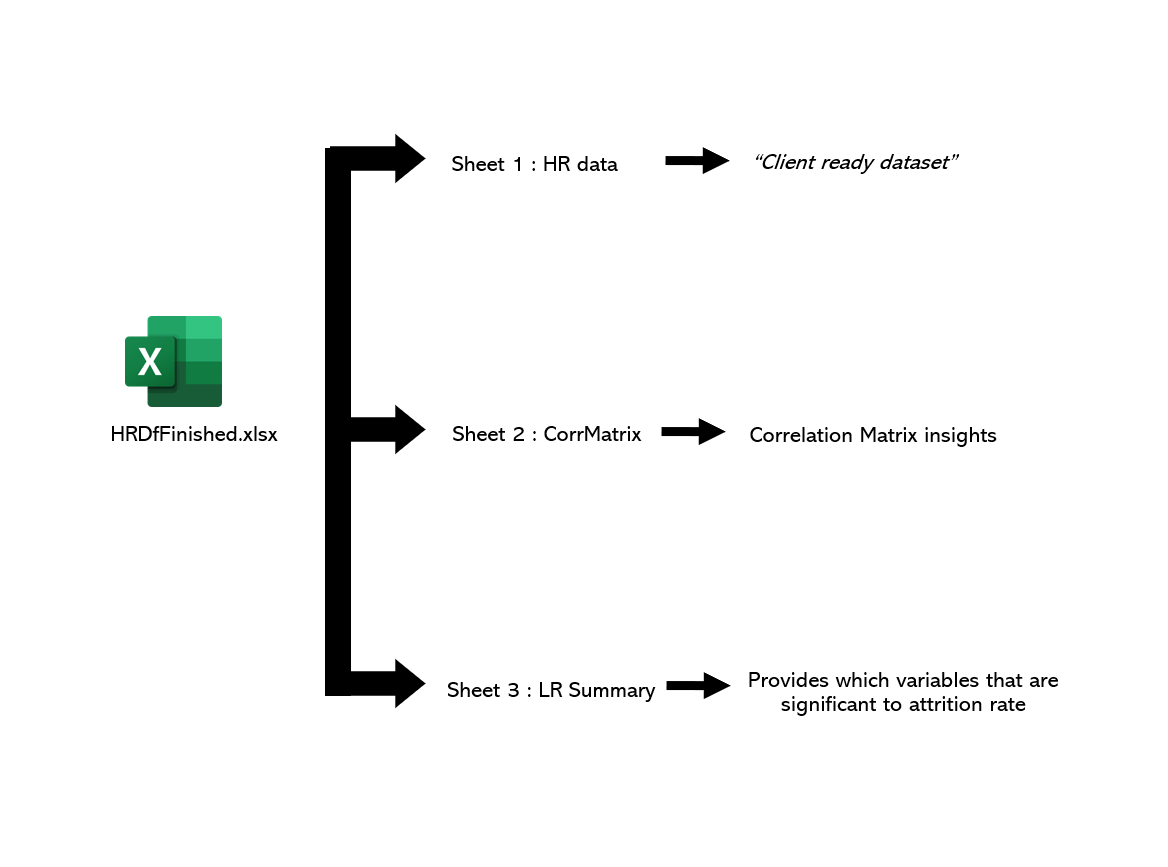 Sheet 1 : HR data
“Client ready dataset”
X
HRDfFinished.xlsx
Sheet 2 : CorrMatrix
Correlation Matrix insights
Sheet 3 : LR Summary
Provides which variables that are
significant to attrition rate